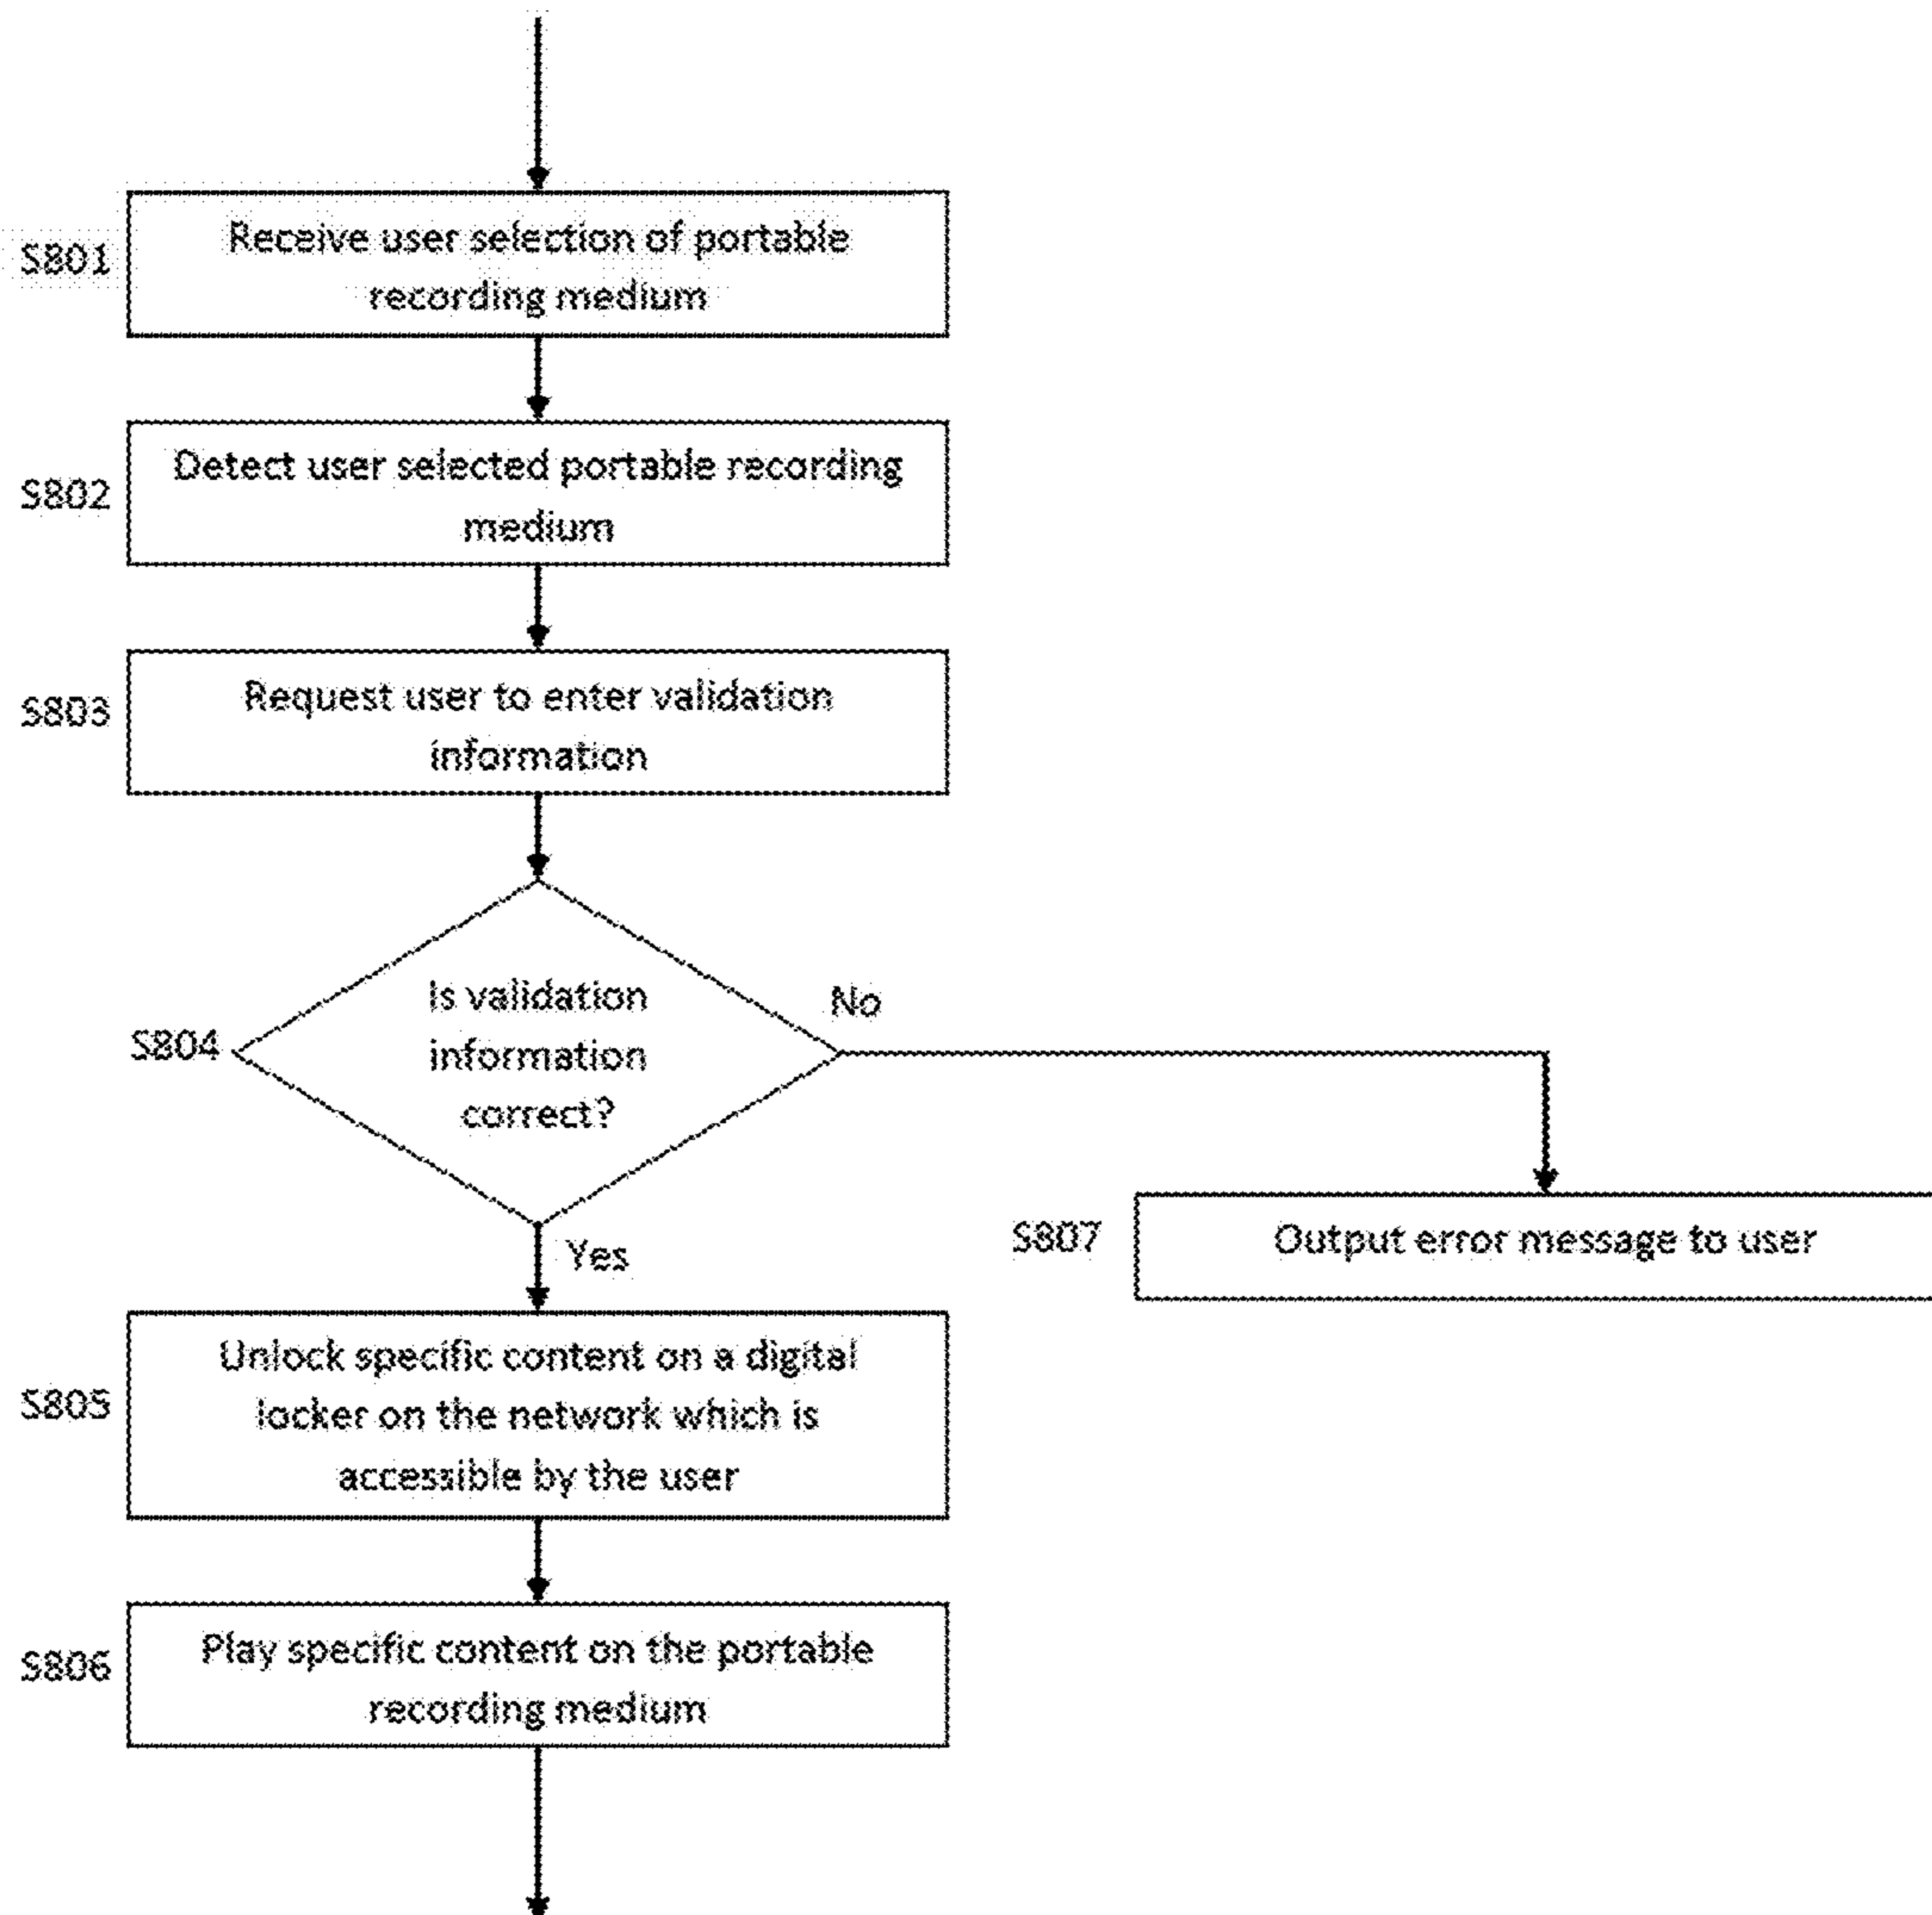 S801
Receive user selection of portable
recording medium
S802
Detect user selected portable recording
medium
S803
Request user to enter validation
information
S804
Is validation
information
correct?
No
Yes
S807
Output error message to user
S805
Unlock specific content on a digital
locker on the network which is
accessible by the user
S806
Play specific content on the portable
recording medium